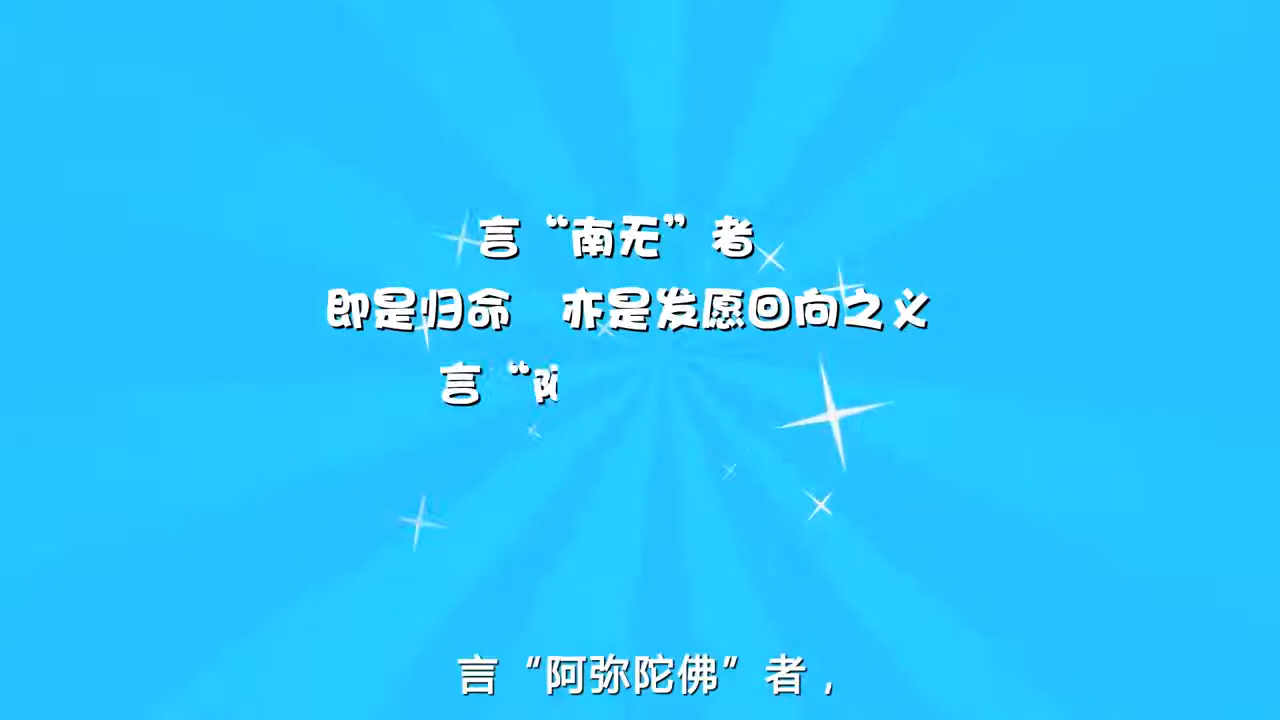 言“南无”者
即是归命 亦是发愿回向之义
言“阿
言“阿弥陀佛”者，